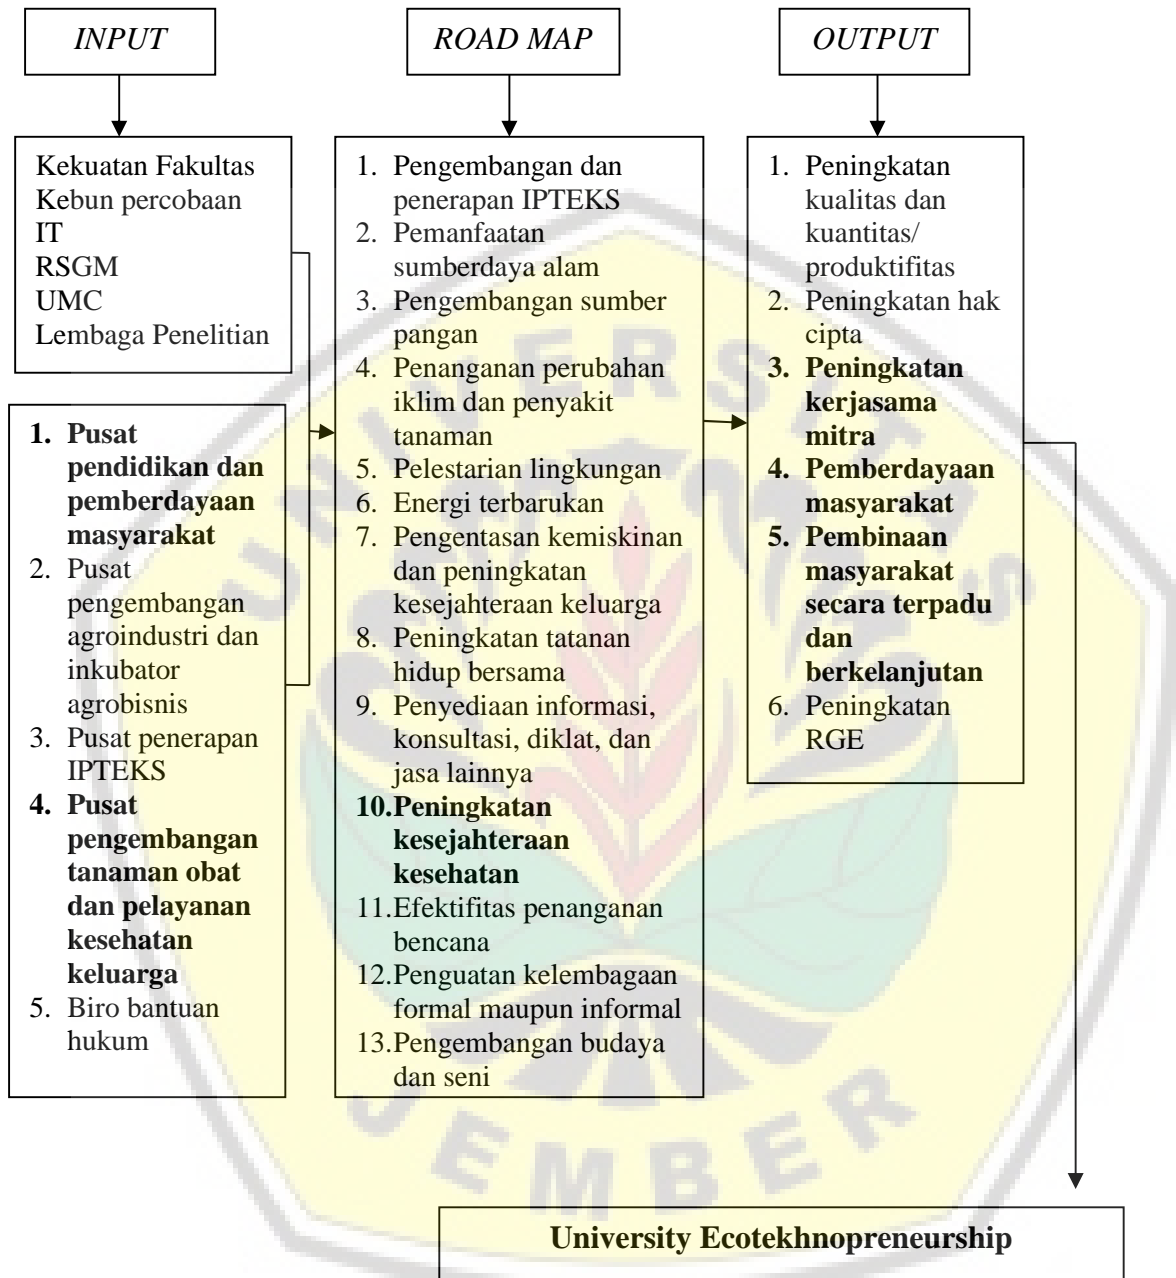 INPUT
ROAD MAP
OUTPUT
Kekuatan Fakultas
Kebun percobaan
IT
RSGM
UMC
Lembaga Penelitian
1. Pusat
pendidikan dan
pemberdayaan
masyarakat
2. Pusat
pengembangan
agroindustri dan
inkubator
agrobisnis
3. Pusat penerapan
IPTEKS
4. Pusat
pengembangan
tanaman obat
dan pelayanan
kesehatan
keluarga
5. Biro bantuan
hukum
1. Pengembangan dan
penerapan IPTEKS
2. Pemanfaatan
sumberdaya alam
3. Pengembangan sumber
pangan
4. Penanganan perubahan
iklim dan penyakit
tanaman
5. Pelestarian lingkungan
6. Energi terbarukan
7. Pengentasan kemiskinan
dan peningkatan
kesejahteraan keluarga
8. Peningkatan tatanan
hidup bersama
9. Penyediaan informasi,
konsultasi, diklat, dan
jasa lainnya
10.Peningkatan
kesejahteraan
kesehatan
11.Efektifitas penanganan
bencana
12.Penguatan kelembagaan
formal maupun informal
13.Pengembangan budaya
dan seni
1. Peningkatan
kualitas dan
kuantitas/
produktifitas
2. Peningkatan hak
cipta
3. Peningkatan
kerjasama
mitra
4. Pemberdayaan
masyarakat
5. Pembinaan
masyarakat
secara terpadu
dan
berkelanjutan
6. Peningkatan
RGE
University Ecotekhnopreneurship
UNIVERSITAS
JEMBER